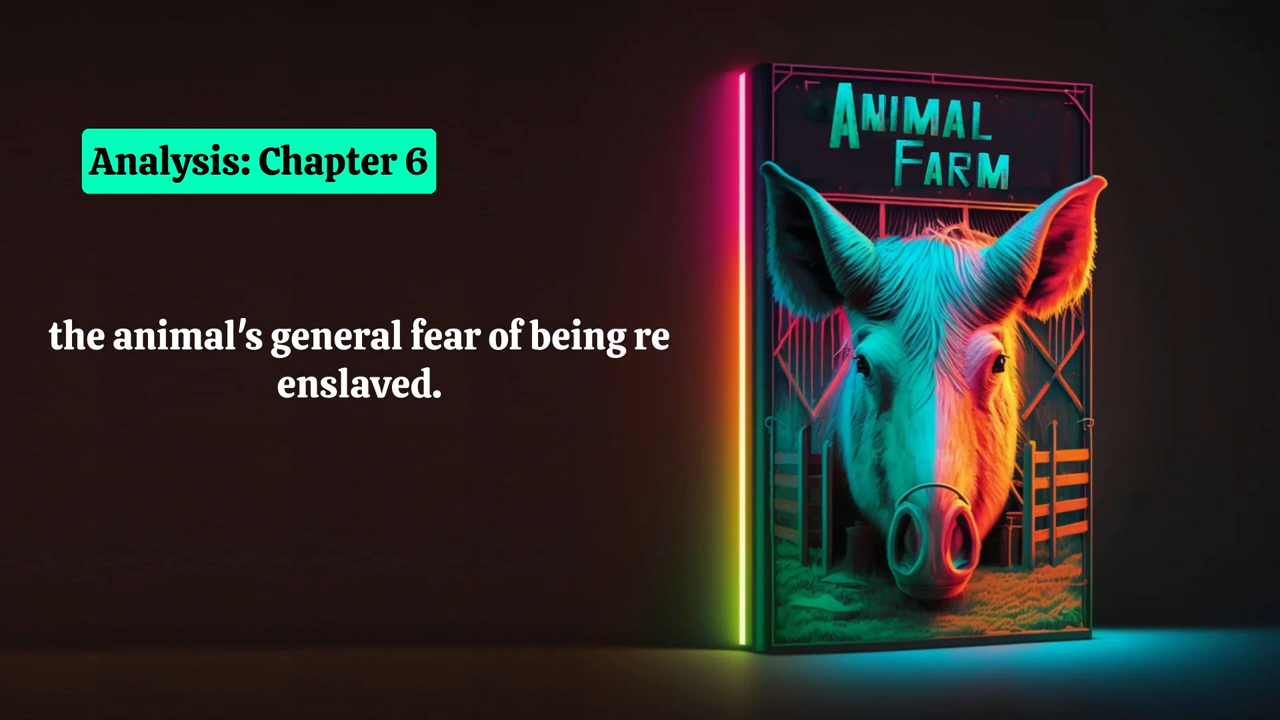 Analysis: Chapter 6
the animal's general fear of being re
enslaved.
ANIMAL
FARM